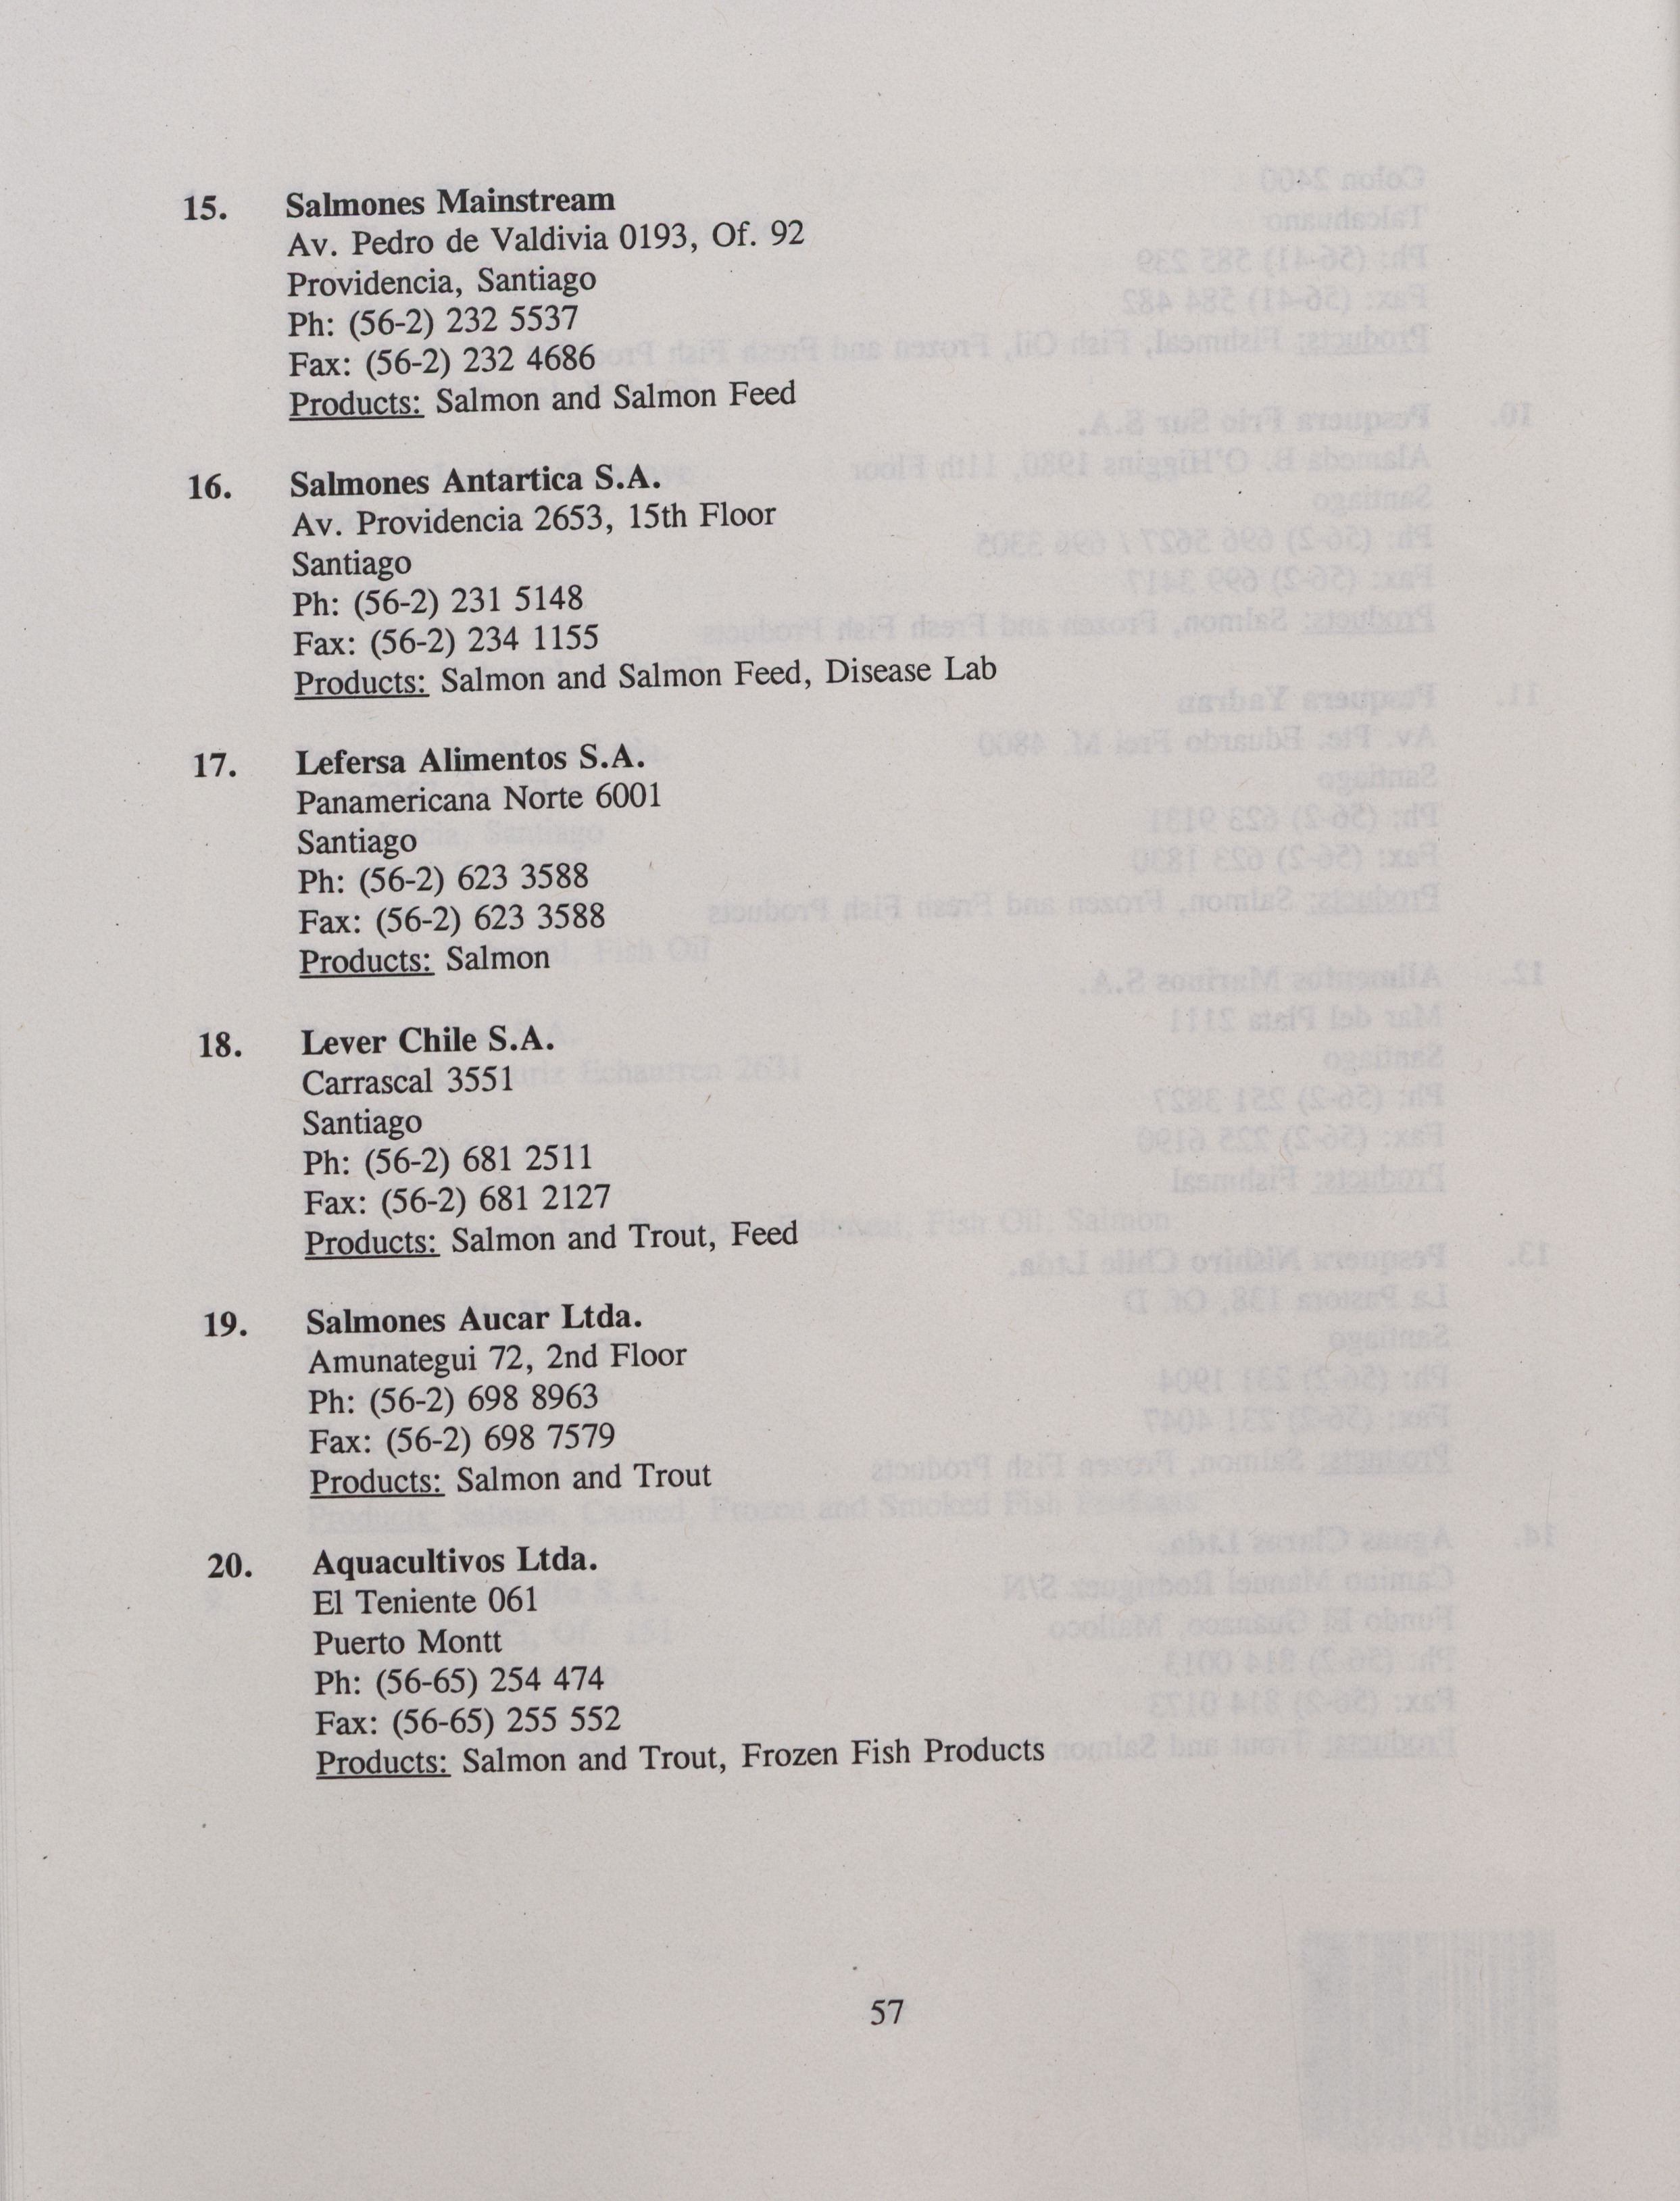 15. Salmones Mainstream
Av. Pedro de Valdivia 0193, Of. 92
Providencia, Santiago
Ph: (56-2) 232 5537
Fax: (56-2) 232 4686
Products: Salmon and Salmon Feed
16. Salmones Antartica S.A.
Av. Providencia 2653, 15th Floor
Santiago
Ph: (56-2) 231 5148
Fax: (56-2) 234 1155
Products: Salmon and Salmon Feed, Disease Lab
17. Lefersa Alimentos S.A.
Panamericana Norte 6001
Santiago
Ph: (56-2) 623 3588
Fax: (56-2) 623 3588
Products: Salmon
18. Lever Chile S.A.
Carrascal 3551
Santiago
Ph: (56-2) 681 2511
Fax: (56-2) 681 2127
Products: Salmon and Trout, Feed
19. Salmones Aucar Ltda.
Amunategui 72, 2nd Floor
Ph: (56-2) 698 8963
Fax: (56-2) 698 7579
Products: Salmon and Trout
20. Aquacultivos Ltda.
El Teniente 061
Puerto Montt
Ph: (56-65) 254 474
Fax: (56-65) 255 552
Products: Salmon and Trout, Frozen Fish Products
57